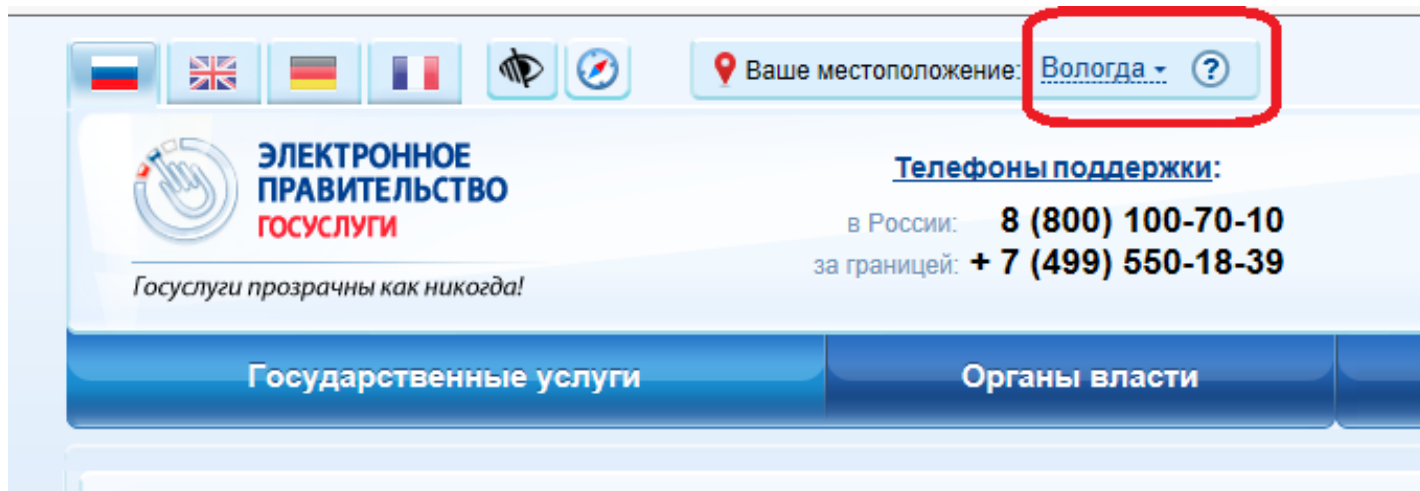 Ваше местоположение: Вологда ?
ЭЛЕКТРОННОЕ
ПРАВИТЕЛЬСТВО
ГОСУСЛУГИ
Госуслуги прозрачны как никогда!
Телефоны поддержки:
в России: 8 (800) 100-70-10
за границей: + 7 (499) 550-18-39
Государственные услуги
Органы власти